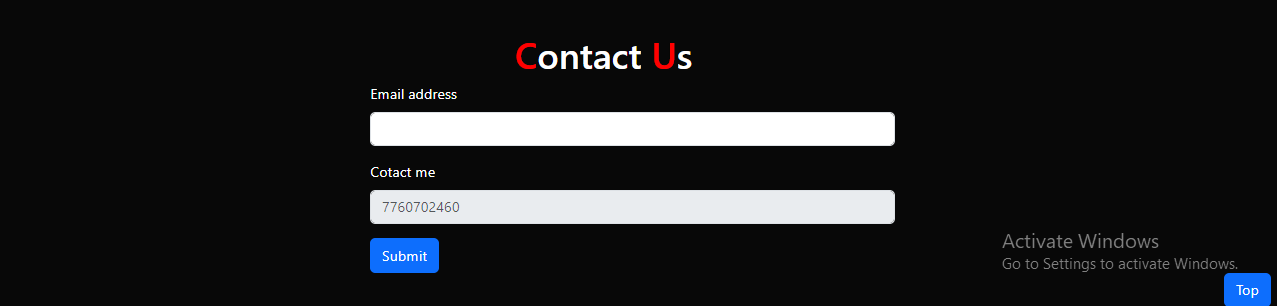 Contact Us
Email address
Cotact me
7760702460
Submit
Activate Windows
Go to Settings to activate Windows.
Top